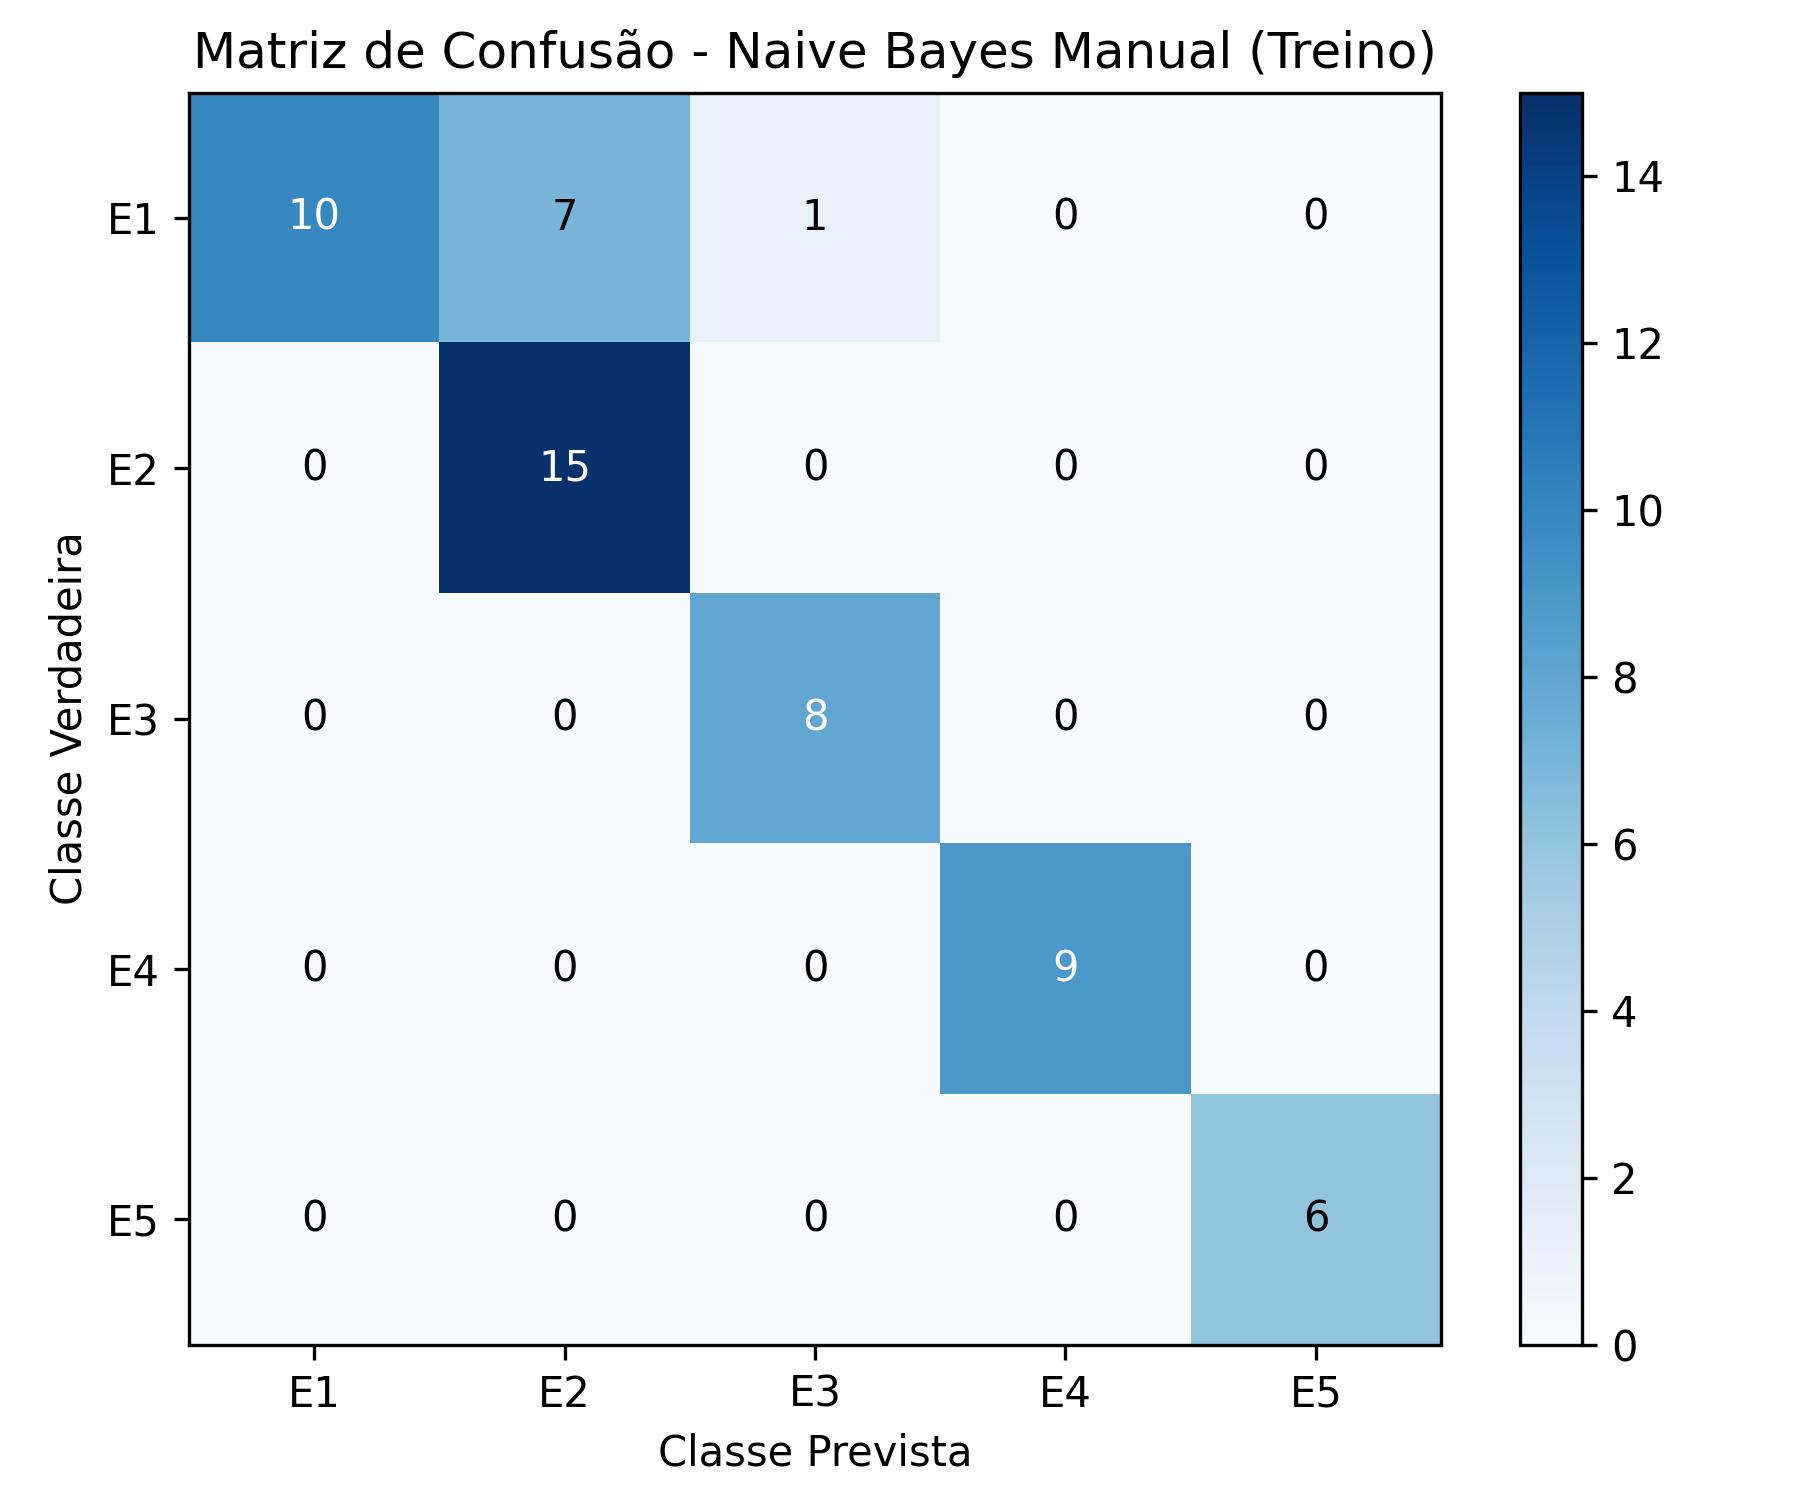 Matriz de Confusão - Naive Bayes Manual (Treino)
E1 10 7 1 0 0
E2 0 15 0 0 0
E3 0 0 8 0 0
E4 0 0 0 9 0
E5 0 0 0 0 6
E1 E2 E3 E4 E5
Classe Prevista
Classe Verdadeira
14
12
10
8
6
4
2
0